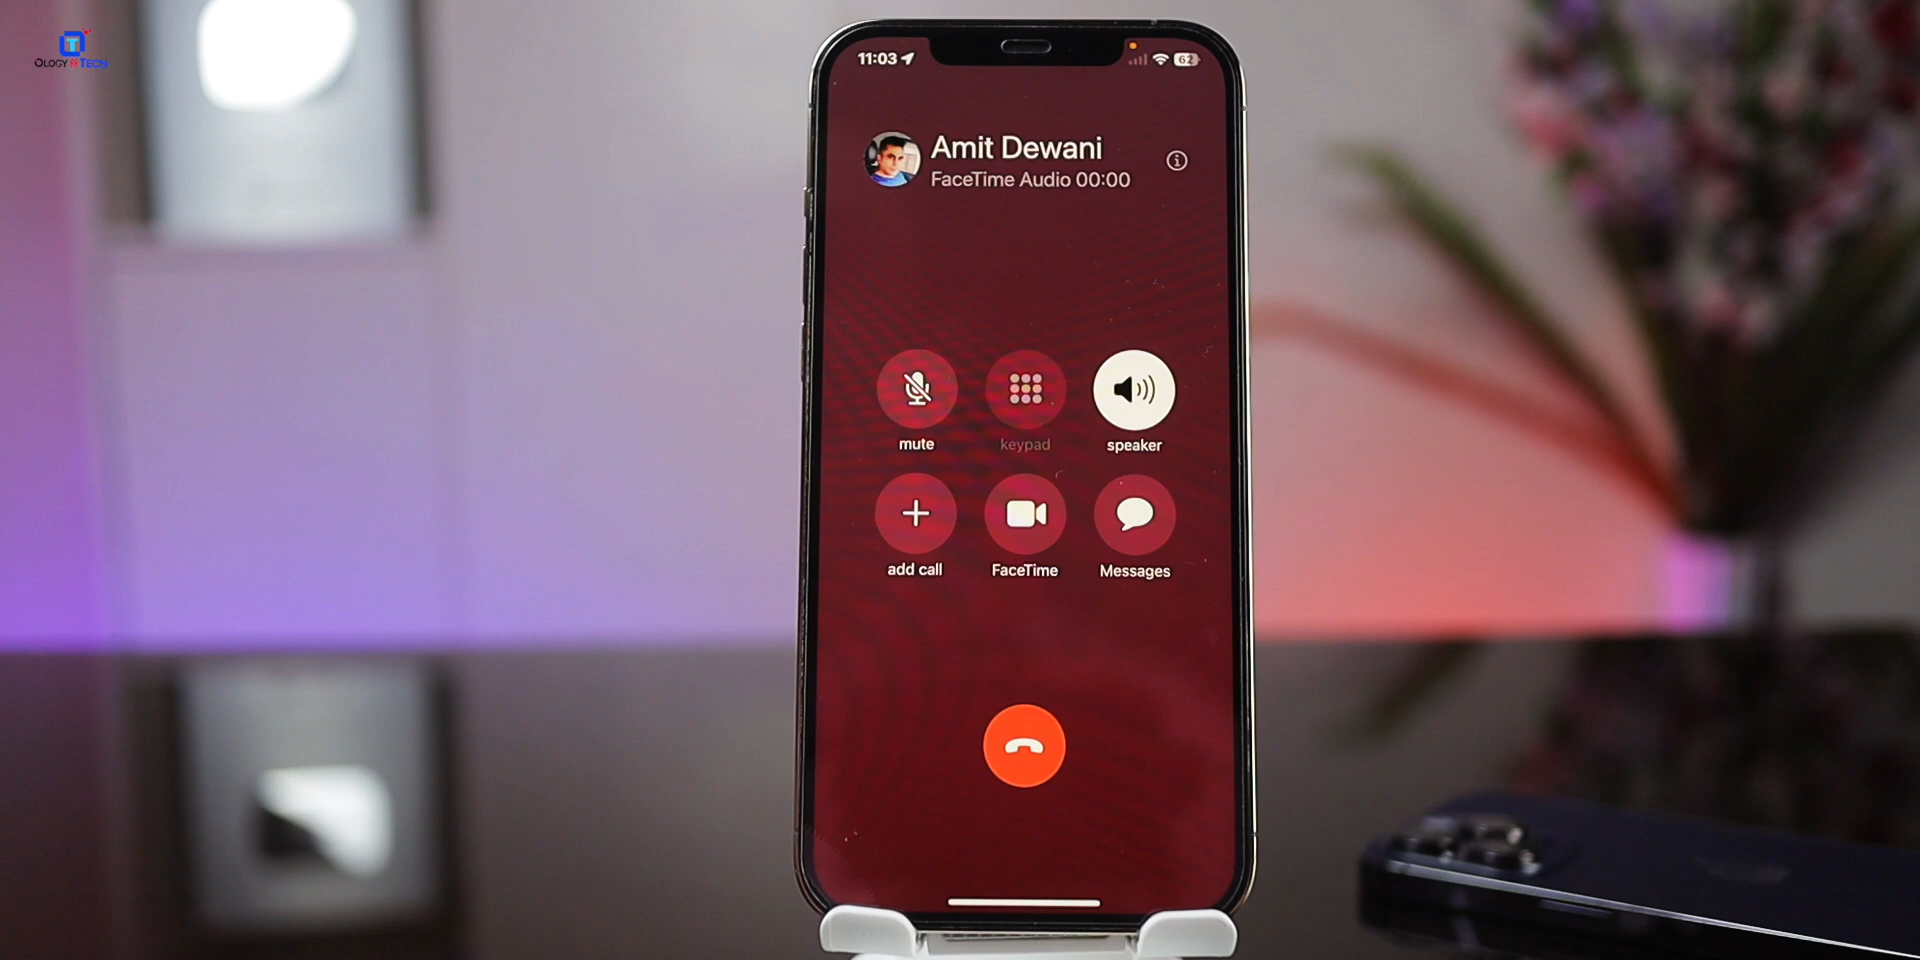 OLOGY N TECH
11:03
62
Amit Dewani
FaceTime Audio 00:00
mute
keypad
speaker
add call
FaceTime
Messages